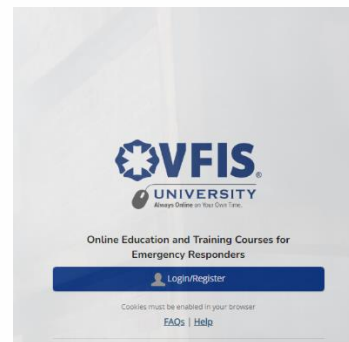 VFIS®
UNIVERSITY
Always Online on Your Own Time.
Online Education and Training Courses for
Emergency Responders
Login/Register
Cookies must be enabled in your browser
FAQs | Help